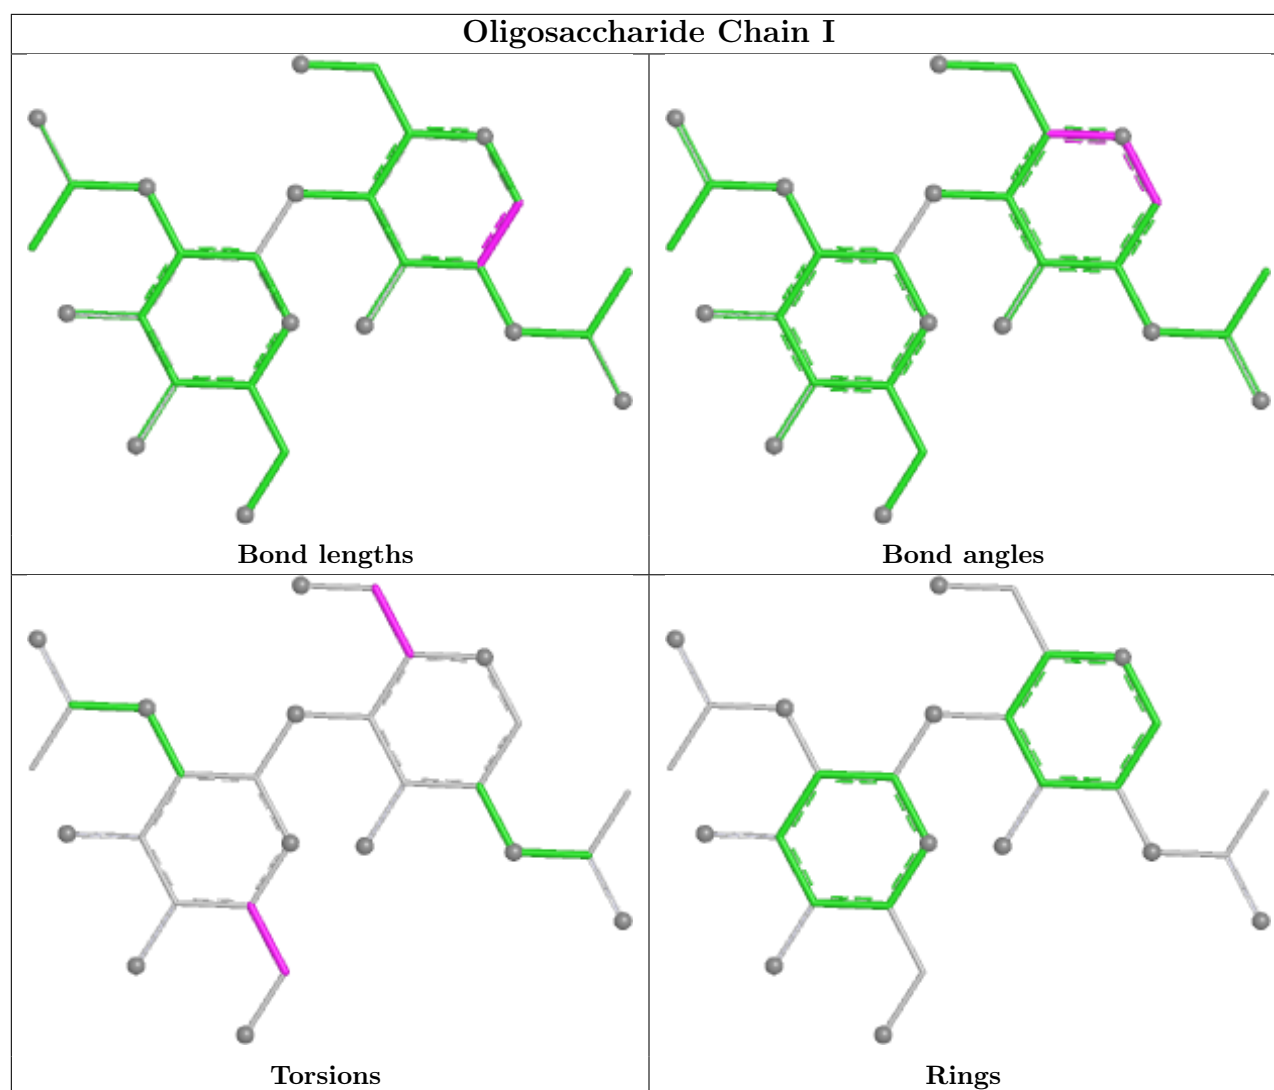 Oligosaccharide Chain I
Bond lengths
Bond angles
Torsions
Rings